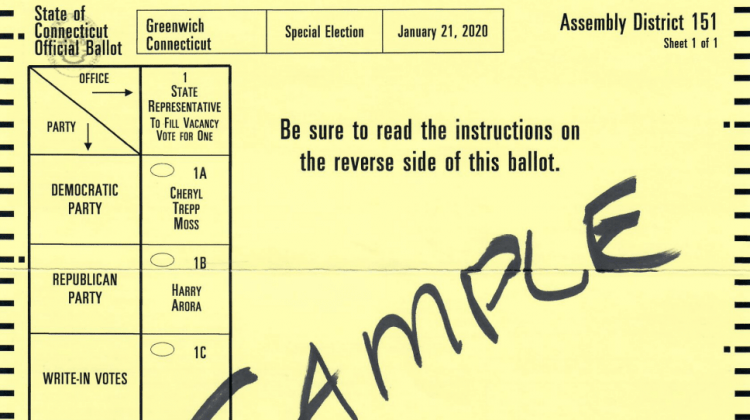 State of
Connecticut
Official Ballot
Greenwich
Connecticut
Special Election
January 21, 2020
Assembly District 151
Sheet 1 of 1
OFFICE
PARTY
1
STATE
REPRESENTATIVE
TO FILL VACANCY
VOTE FOR ONE
Be sure to read the instructions on
the reverse side of this ballot.
DEMOCRATIC
PARTY
1A
CHERYL
TREPP
MOSS
REPUBLICAN
PARTY
1B
HARRY
ARORA
WRITE-IN VOTES
1C
SAMPLE